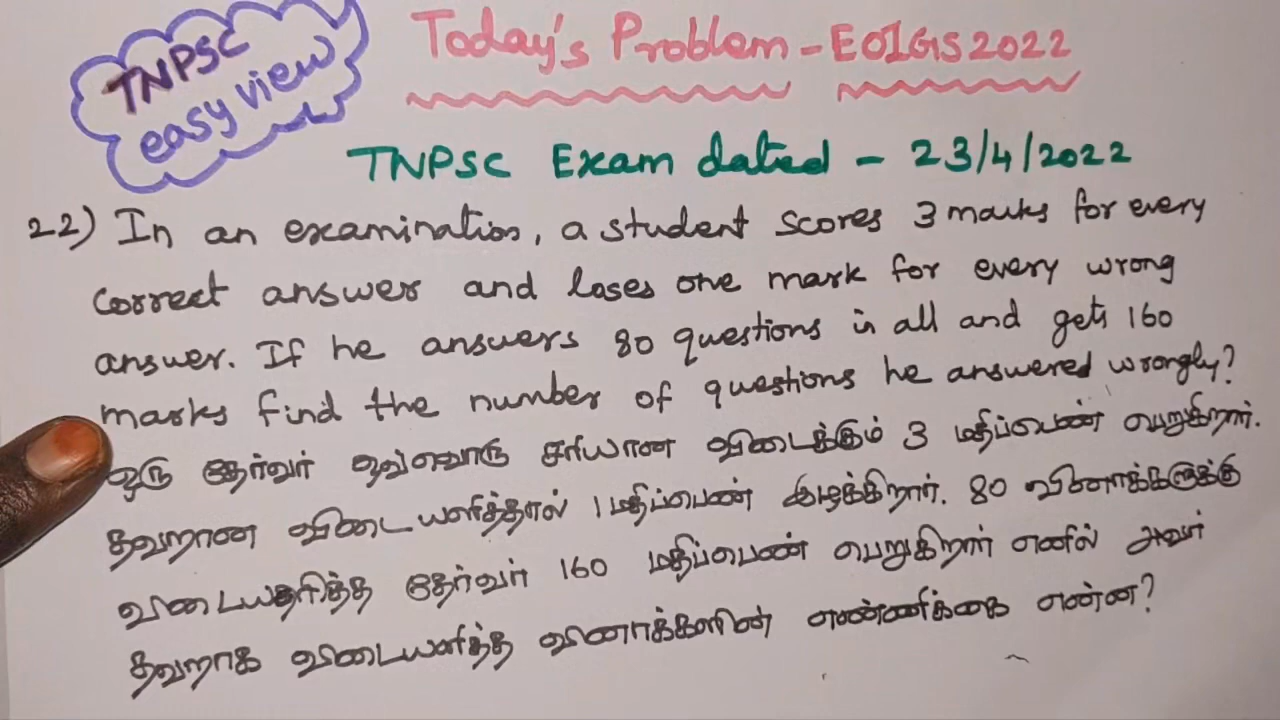 TNPSC
easy view
Today's Problem - EO1GS2022
TNPSC Exam dated - 23/4/2022
22) In an examination, a student scores 3 marks for every
correct answer and loses one mark for every wrong
answer. If he answers 80 questions in all and gets 160
marks find the number of questions he answered wrongly?
ஒரு தேர்வர் ஒவ்வொரு சரியான விடைக்கும் 3 மதிப்பெண் பெறுகிறார்.
தவறான விடையளித்தால் 1 மதிப்பெண் இழக்கிறார். 80 வினாக்களுக்கு
விடையளித்த தேர்வர் 160 மதிப்பெண் பெறுகிறார் எனில் அவர்
தவறாக விடையளித்த வினாக்களின் எண்ணிக்கை என்ன?